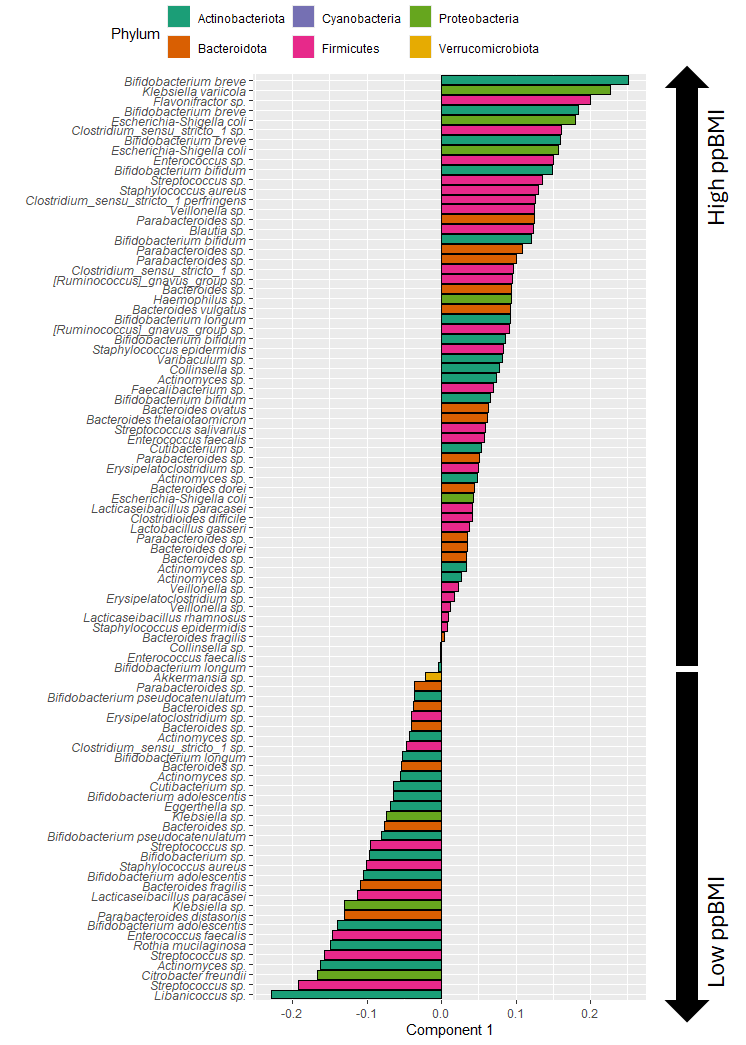 Phylum
Actinobacteriota
Cyanobacteria
Proteobacteria
Bacteroidota
Firmicutes
Verrucomicrobiota
Bifidobacterium breve
Klebsiella variicola
Flavonifractor sp.
Bifidobacterium breve
Escherichia-Shigella coli
Clostridium_sensu_stricto_1 sp.
Bifidobacterium breve
Escherichia-Shigella coli
Enterococcus sp.
Bifidobacterium bifidum
Streptococcus sp.
Staphylococcus aureus
Clostridium_sensu_stricto_1 perfringens
Veillonella sp.
Parabacteroides sp.
Blautia sp.
Bifidobacterium bifidum
Parabacteroides sp.
Parabacteroides sp.
Clostridium_sensu_stricto_1 sp.
[Ruminococcus]_gnavus_group sp.
Bacteroides sp.
Haemophilus sp.
Bacteroides vulgatus
Bifidobacterium longum
[Ruminococcus]_gnavus_group sp.
Bifidobacterium bifidum
Staphylococcus epidermidis
Varibaculum sp.
Collinsella sp.
Actinomyces sp.
Faecalibacterium sp.
Bifidobacterium bifidum
Bacteroides ovatus
Bacteroides thetaiotaomicron
Streptococcus salivarius
Enterococcus faecalis
Cutibacterium sp.
Parabacteroides sp.
Erysipelatoclostridium sp.
Actinomyces sp.
Bacteroides dorei
Escherichia-Shigella coli
Lacticaseibacillus paracasei
Clostridioides difficile
Lactobacillus gasseri
Parabacteroides sp.
Bacteroides dorei
Bacteroides sp.
Actinomyces sp.
Actinomyces sp.
Veillonella sp.
Erysipelatoclostridium sp.
Veillonella sp.
Lacticaseibacillus rhamnosus
Staphylococcus epidermidis
Bacteroides fragilis
Collinsella sp.
Enterococcus faecalis
Bifidobacterium longum
Akkermansia sp.
Parabacteroides sp.
Bifidobacterium pseudocatenulatum
Bacteroides sp.
Erysipelatoclostridium sp.
Bacteroides sp.
Actinomyces sp.
Clostridium_sensu_stricto_1 sp.
Bifidobacterium longum
Bacteroides sp.
Actinomyces sp.
Cutibacterium sp.
Bifidobacterium adolescentis
Eggerthella sp.
Klebsiella sp.
Bacteroides sp.
Bifidobacterium pseudocatenulatum
Streptococcus sp.
Bifidobacterium sp.
Staphylococcus aureus
Bifidobacterium adolescentis
Bacteroides fragilis
Lacticaseibacillus paracasei
Klebsiella sp.
Parabacteroides distasonis
Bifidobacterium adolescentis
Enterococcus faecalis
Rothia mucilaginosa
Streptococcus sp.
Actinomyces sp.
Citrobacter freundii
Streptococcus sp.
Libanicoccus sp.
-0.2
-0.1
0.0
0.1
0.2
Component 1
High ppBMI
Low ppBMI